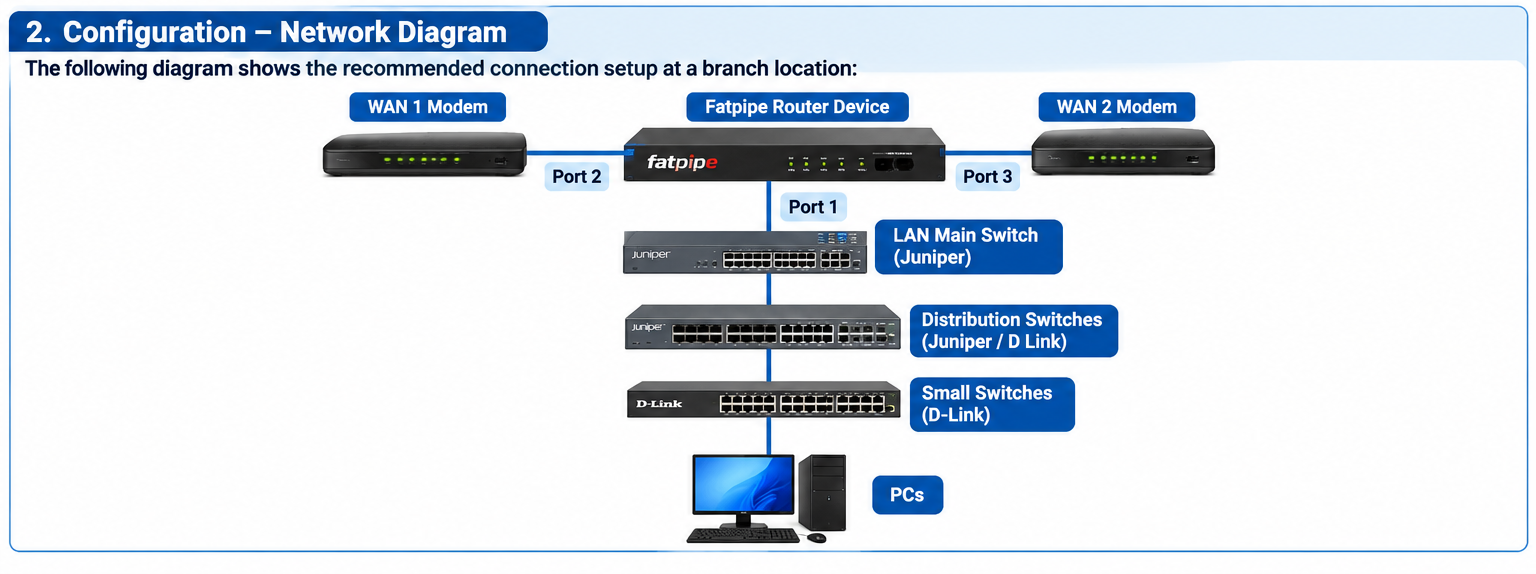 2. Configuration – Network Diagram
The following diagram shows the recommended connection setup at a branch location:
WAN 1 Modem
Fatpipe Router Device
WAN 2 Modem
fatpipe
Port 2
Port 3
Port 1
LAN Main Switch
(Juniper)
Juniper
Distribution Switches
(Juniper / D Link)
Juniper
Small Switches
(D-Link)
D-Link
PCs